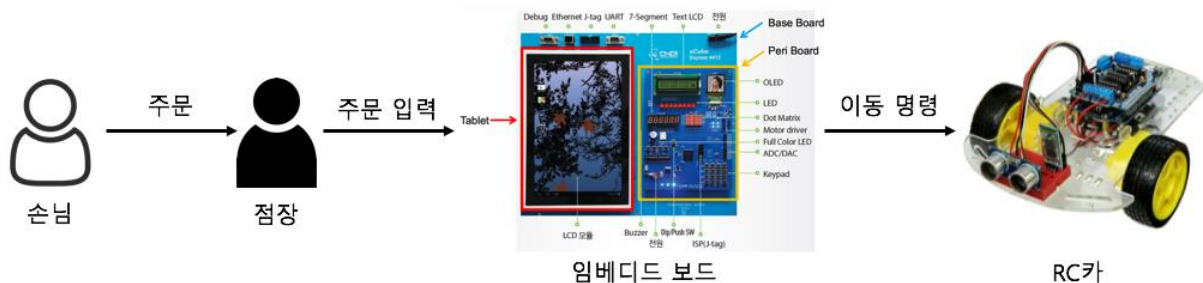 Debug Ethernet J-tag UART 7-Segment Text LCD 전원
Base Board
Peri Board
주문
주문 입력
Tablet
이동 명령
OLED
LED
Dot Matrix
Motor driver
Full Color LED
ADC/DAC
Keypad
손님
점장
LCD 모듈
Buzzer
전원
Dip/Push SW
ISP(J-tag)
임베디드 보드
RC카